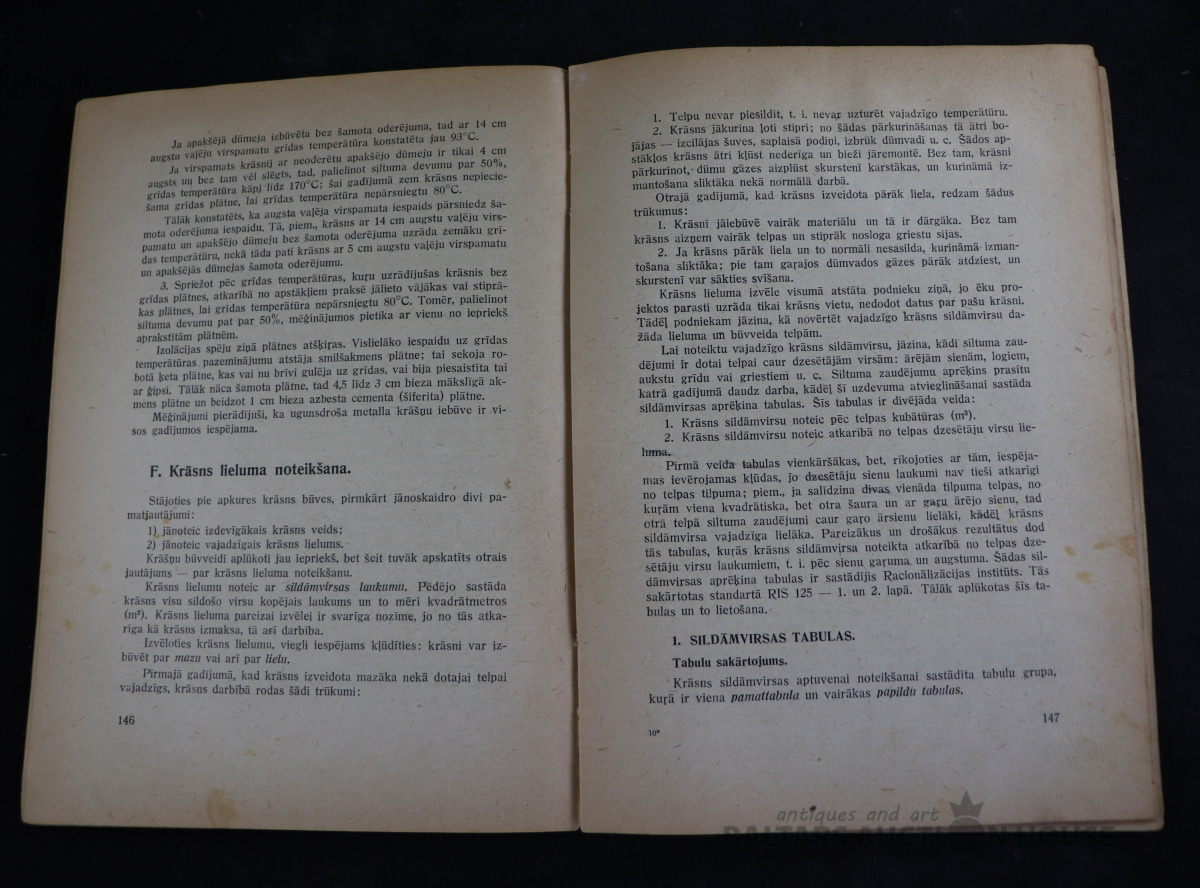 Ja apakšējā dūmeja izbūvēta bez šamota oderējuma, tad ar 14 cm
augstu vaļēju virspamatu grīdas temperātūra konstatēta jau 93°C.
Ja virspamats krāsnij ar neoderētu apakšējo dūmeju ir tikai 4 cm
augsts un bez tam vēl slēgts, tad, palielinot siltuma devumu par 50%,
grīdas temperātūra kāpj līdz 170°C; šai gadījumā zem krāsns nepiecie-
šama grīdas plātne, lai grīdas temperātūra nepārsniegtu 80°C.
Tālāk konstatēts, ka augsta vaļēja virspamata iespaids pārsniedz ša-
mota oderējuma iespaidu. Tā, piem., krāsns ar 14 cm augstu vaļēju virs-
pamatu un apakšējo dūmeju bez šamota oderējuma uzrāda zemāku grī-
das temperātūru, nekā tāda pati krāsns ar 5 cm augstu vaļēju virspamatu
un apakšējās dūmejas šamota oderējumu.
3. Spriežot pēc grīdas temperātūras, kuŗu uzrādījušas krāsnis bez
grīdas plātnes, atkarībā no apstākļiem praksē jālieto vājākas vai stiprā-
kas plātnes, lai grīdas temperātūra nepārsniegtu 80°C. Tomēr, palielinot
siltuma devumu pat par 50%, mēģinājumos pietika ar vienu no iepriekš
aprakstītām plātnēm.
Izolācijas spēju ziņā plātnes atšķiŗas. Vislielāko iespaidu uz grīdas
temperātūras pazeminājumu atstāja smilšakmens plātne; tai sekoja ro-
botā ķeta plātne, kas vai nu brīvi gulēja uz grīdas, vai bija piesaistīta tai
ar ģipsi. Tālāk nāca šamota plātne, tad 4,5 līdz 3 cm bieza mākslīgā ak-
mens plātne un beidzot 1 cm bieza azbesta cementa (šiferita) plātne.
Mēģinājumi pierādījuši, ka ugunsdroša metalla krāšņu iebūve ir vi-
sos gadījumos iespējama.
F. Krāsns lieluma noteikšana.
Stājoties pie apkures krāsns būves, pirmkārt jānoskaidro divi pa-
matjautājumi:
1) jānoteic izdevīgākais krāsns veids;
2) jānoteic vajadzīgais krāsns lielums.
Krāšņu būvveidi aplūkoti jau iepriekš, bet šeit tuvāk apskatīts otrais
jautājums — par krāsns lieluma noteikšanu.
Krāsns lielumu noteic ar sildāmvirsas laukumu. Pēdējo sastāda
krāsns visu sildošo virsu kopējais laukums un to mērī kvadrātmetros
(m²). Krāsns lieluma pareizai izvēlei ir svarīga nozīme, jo no tās atka-
rīga kā krāsns izmaksa, tā arī darbība.
Izvēloties krāsns lielumu, viegli iespējams kļūdīties: krāsni var iz-
būvēt par mazu vai arī par lielu.
Pirmajā gadījumā, kad krāsns izveidota mazāka nekā dotajai telpai
vajadzīgs, krāsns darbībā rodas šādi trūkumi:
146
1. Telpu nevar piesildīt, t. i. nevar uzturēt vajadzīgo temperātūru.
2. Krāsns jākurina ļoti stipri; no šādas pārkurināšanas tā ātri bo-
jājas — izcilājas šuves, saplaisā podiņi, izbrūk dūmvadi u. c. Šādos ap-
stākļos krāsns ātri kļūst nederīga un bieži jāremontē. Bez tam, krāsni
pārkurinot, dūmu gāzes aizplūst skurstenī karstākas, un kurināmā iz-
mantošana sliktāka nekā normālā darbā.
Otrajā gadījumā, kad krāsns izveidota pārāk liela, redzam šādus
trūkumus:
1. Krāsnī jāiebūvē vairāk materiālu un tā ir dārgāka. Bez tam
krāsns aizņem vairāk telpas un stiprāk nosloga griestu sijas.
2. Ja krāsns pārāk liela un to normāli nesasilda, kurināmā izman-
tošana sliktāka; pie tam gaŗajos dūmvados gāzes pārāk atdziest, un
skurstenī var sākties svīšana.
Krāsns lieluma izvēle visumā atstāta podnieku ziņā, jo ēku pro-
jektos parasti uzrāda tikai krāsns vietu, nedodot datus par pašu krāsni.
Tādēļ podniekam jāzina, kā novērtēt vajadzīgo krāsns sildāmvirsu da-
žāda lieluma un būvveida telpām.
Lai noteiktu vajadzīgo krāsns sildāmvirsu, jāzina, kādi siltuma zau-
dējumi ir dotai telpai caur dzesētājām virsām: ārējām sienām, logiem,
aukstu grīdu vai griestiem u. c. Siltuma zaudējumu aprēķins prasītu
katrā gadījumā daudz darba, kādēļ šī uzdevuma atvieglināšanai sastāda
sildāmvirsas aprēķina tabulas. Šīs tabulas ir divējāda veida:
1. Krāsns sildāmvirsu noteic pēc telpas kubātūras (m³).
2. Krāsns sildāmvirsu noteic atkarībā no telpas dzesētāju virsu lie-
luma.
Pirmā veida tabulas vienkāršākas, bet, rīkojoties ar tām, iespēja-
mas ievērojamas kļūdas, jo dzesētāju sienu laukumi nav tieši atkarīgi
no telpas tilpuma; piem., ja salīdzina divas vienāda tilpuma telpas, no
kuŗām viena kvadrātiska, bet otra šaura un ar gaŗu ārējo sienu, tad
otrā telpā siltuma zaudējumi caur gaŗo ārsienu lielāki, kādēļ krāsns
sildāmvirsa vajadzīga lielāka. Pareizākus un drošākus rezultātus dod
tās tabulas, kuŗās krāsns sildāmvirsa noteikta atkarībā no telpas dze-
sētāju virsu laukumiem, t. i. pēc sienu gaŗuma un augstuma. Šādas sil-
dāmvirsas aprēķina tabulas ir sastādījis Racionālizācijas institūts. Tās
sakārtotas standartā RIS 125 — 1. un 2. lapā. Tālāk aplūkotas šīs ta-
bulas un to lietošana.
1. SILDĀMVIRSAS TABULAS.
Tabulu sakārtojums.
Krāsns sildāmvirsas aptuvenai noteikšanai sastādīta tabulu grupa,
kuŗā ir viena pamattabula un vairākas papildu tabulas.
147
10*
antiques and art
BALTARS AUCTION HOUSE